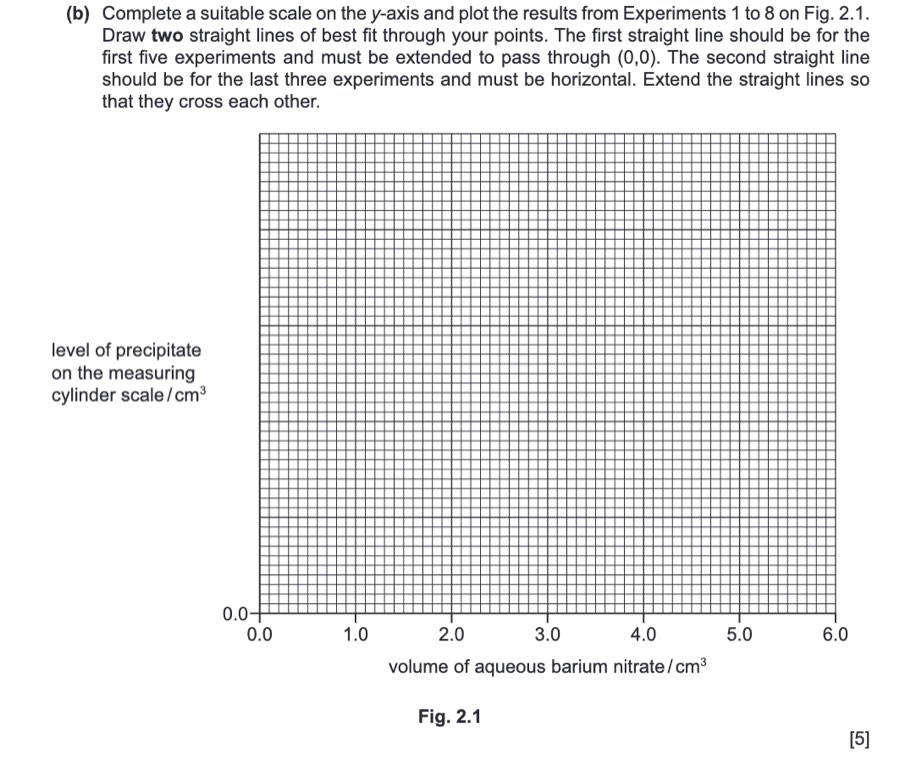 (b) Complete a suitable scale on the y-axis and plot the results from Experiments 1 to 8 on Fig. 2.1.
Draw two straight lines of best fit through your points. The first straight line should be for the
first five experiments and must be extended to pass through (0,0). The second straight line
should be for the last three experiments and must be horizontal. Extend the straight lines so
that they cross each other.
level of precipitate
on the measuring
cylinder scale / cm³
0.0
0.0 1.0 2.0 3.0 4.0 5.0 6.0
volume of aqueous barium nitrate / cm³
Fig. 2.1
[5]